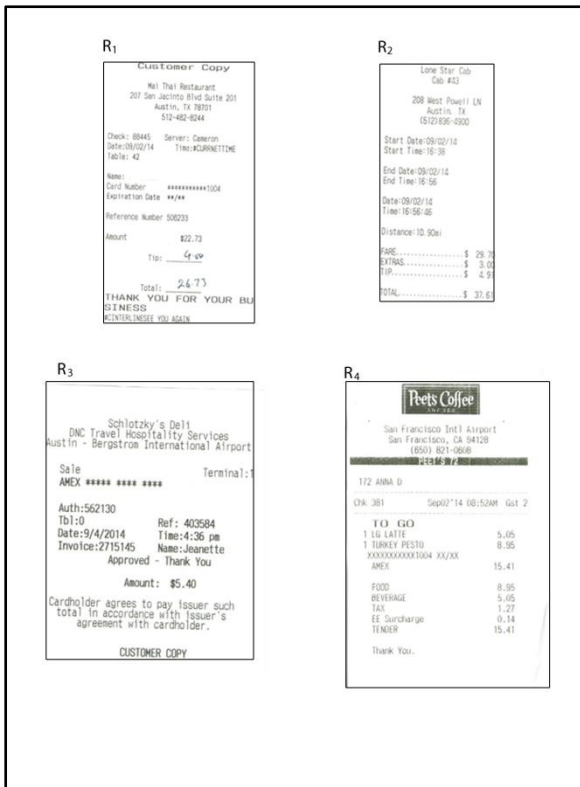 R1
Customer Copy
Mai Thai Restaurant
207 San Jacinto Blvd Suite 201
Austin, TX 78701
512-482-8244
Check: 88445 Server: Cameron
Date:09/02/14 Time:#CURRNETTIME
Table: 42
Name:
Card Number ***********1004
Expiration Date **/**
Reference Number 506233
Amount $22.73
Tip: 4.00
Total: 26.73
THANK YOU FOR YOUR BU
SINESS
#CINTERLINESEE YOU AGAIN
R2
Lone Star Cab
Cab #43
208 West Powell LN
Austin, TX
(512)836-4900
Start Date:09/02/14
Start Time:16:38
End Date:09/02/14
End Time:16:56
Date:09/02/14
Time:16:56:46
Distance:10.90mi
FARE................$ 29.70
EXTRAS..............$ 3.00
TIP.................$ 4.91
TOTAL...............$ 37.61
R3
Schlotzky's Deli
DNC Travel Hospitality Services
Austin - Bergstrom International Airport
Sale Terminal:1
AMEX ***** **** ****
Auth:562130
Tbl:0 Ref: 403584
Date:9/4/2014 Time:4:36 pm
Invoice:2715145 Name:Jeanette
Approved - Thank You
Amount: $5.40
Cardholder agrees to pay issuer such
total in accordance with issuer's
agreement with cardholder.
CUSTOMER COPY
R4
Peets Coffee
San Francisco Intl Airport
San Francisco, CA 94128
(650) 821-0608
PEET'S 72
172 ANNA D
Chk 381 Sep02'14 08:52AM Gst 2
TO GO
1 LG LATTE 5.05
1 TURKEY PESTO 8.95
XXXXXXXXXXX1004 XX/XX
AMEX 15.41
FOOD 8.95
BEVERAGE 5.05
TAX 1.27
EE Surcharge 0.14
TENDER 15.41
Thank You.